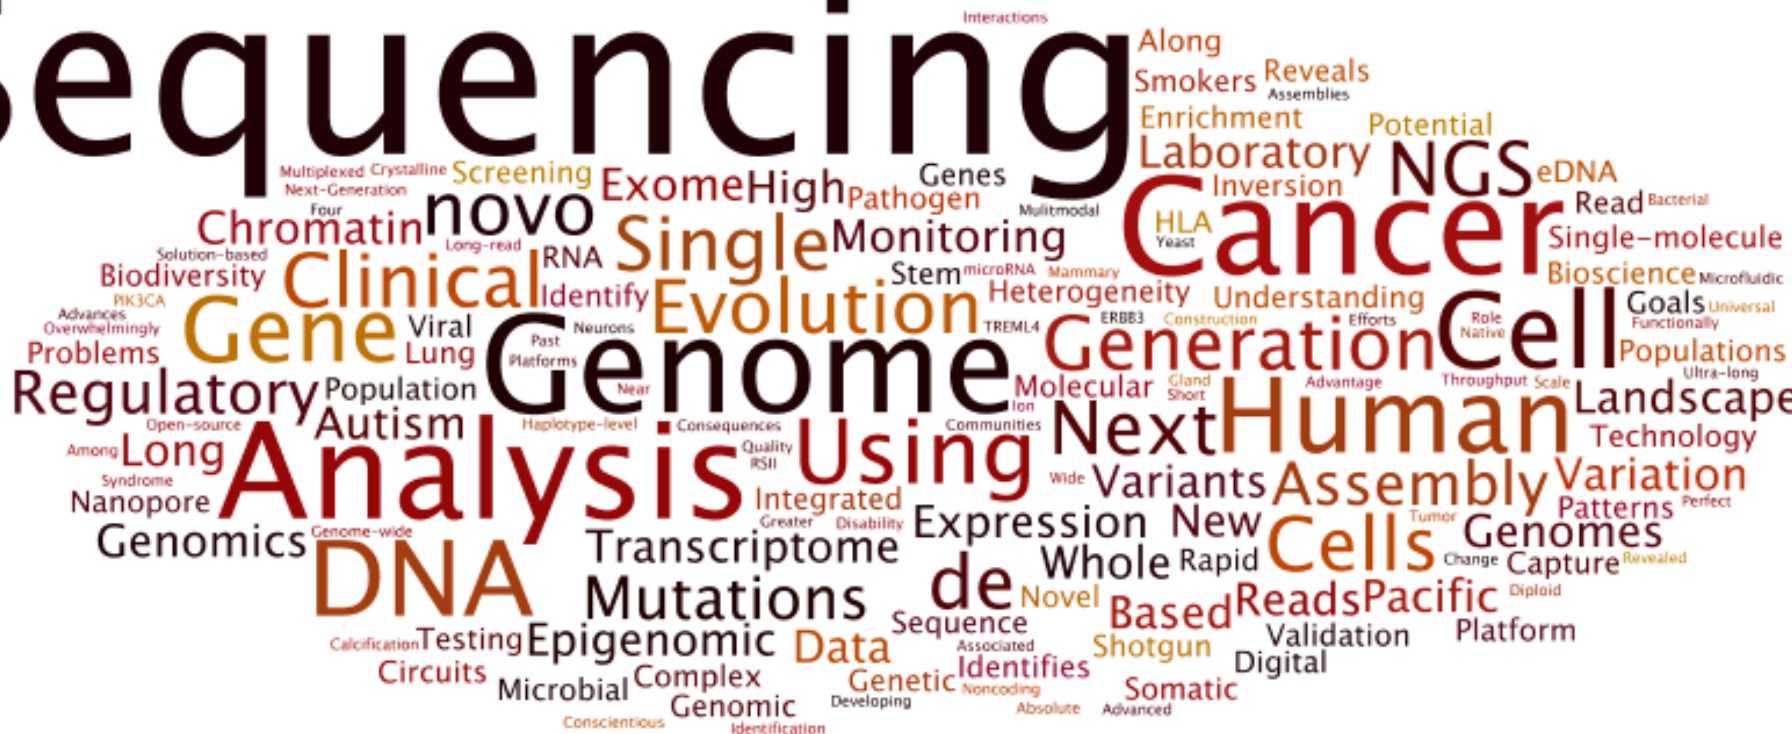 Interactions
equencing
Along
Smokers Reveals
Assemblies
Enrichment
Potential
Laboratory NGS eDNA
Multiplexed Crystalline Screening Exome High Genes
Next-Generation
Pathogen
Inversion
Cancer
Read Bacterial
Four
novo
Mulitmodal
HLA
Yeast
Chromatin
Single Monitoring
Single-molecule
Long-read
Solution-based
RNA
Biodiversity Clinical
Stem microRNA Mammary
Bioscience Microfluidic
PIK3CA
Identify Evolution Heterogeneity Understanding
Goals Universal
Advances
Gene Viral
Neurons
TREML4 ERBB3 Construction Efforts
Role
Native
Cell
Functionally
Overwhelmingly
Problems
Lung
Genome
Past
Platforms
Generation
Populations
Near
Ultra-long
Regulatory Population
Molecular Gland
Short
Advantage Throughput Scale
Ion
Human Landscape
Open-source Autism
Haplotype-level Consequences
Communities
Next
Technology
Among Long Analysis
Quality
RSII
Using
Wide Variants Assembly Variation
Syndrome
Nanopore
Integrated
Patterns Perfect
Greater Disability Expression New
Cells
Tumor
Genomes
Genomics Genome-wide
Transcriptome
Whole Rapid
Change Capture Revealed
DNA
Mutations de Novel Based Reads Pacific Diploid
Sequence
Calcification Testing Epigenomic Data
Associated
Shotgun Validation Platform
Circuits
Identifies
Digital
Microbial Complex
Genetic Noncoding
Somatic
Genomic Developing
Absolute Advanced
Conscientious
Identification